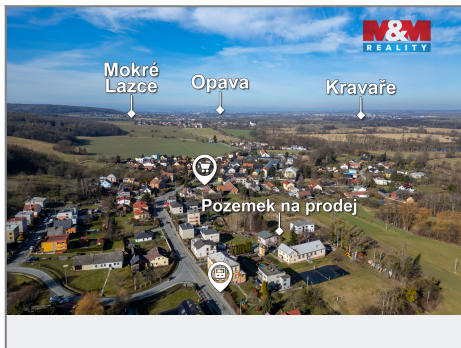 M&M
REALITY
Mokré
Lazce
Opava
Kravaře
Pozemek na prodej